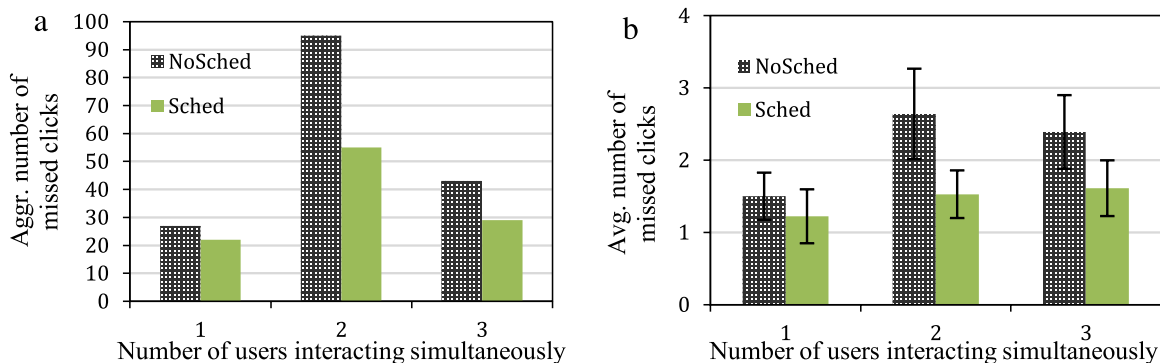 a
Aggr. number of
missed clicks
100
90
80
70
60
50
40
30
20
10
0
NoSched
Sched
1 2 3
Number of users interacting simultaneously
b
Avg. number of
missed clicks
4
3
2
1
0
NoSched
Sched
1 2 3
Number of users interacting simultaneously